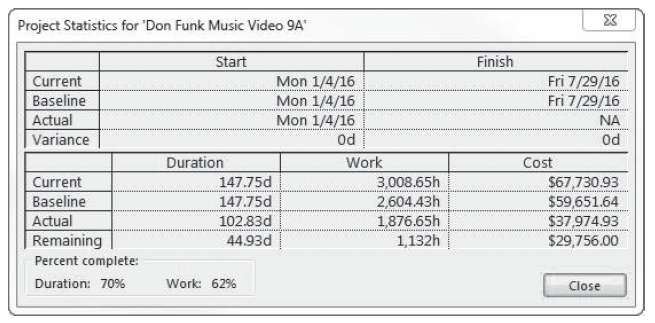 Project Statistics for 'Don Funk Music Video 9A'
Start Finish
Current Mon 1/4/16 Fri 7/29/16
Baseline Mon 1/4/16 Fri 7/29/16
Actual Mon 1/4/16 NA
Variance 0d 0d
Duration Work Cost
Current 147.75d 3,008.65h $67,730.93
Baseline 147.75d 2,604.43h $59,651.64
Actual 102.83d 1,876.65h $37,974.93
Remaining 44.93d 1,132h $29,756.00
Percent complete:
Duration: 70% Work: 62% Close